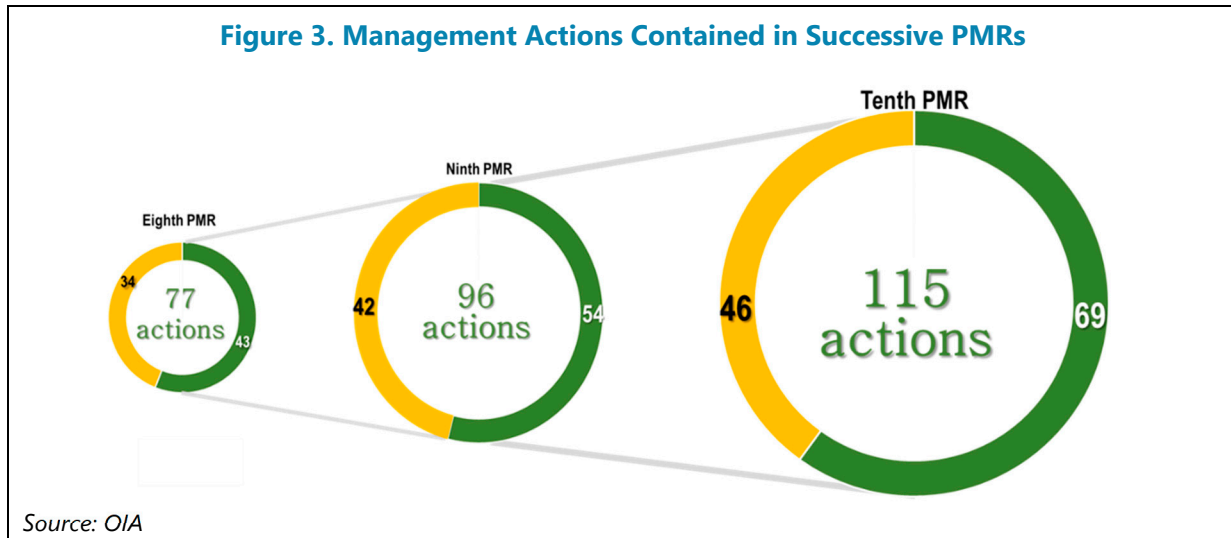 Figure 3. Management Actions Contained in Successive PMRs
Eighth PMR
34
77
actions
43
Ninth PMR
42
96
actions
54
Tenth PMR
46
115
actions
69
Source: OIA